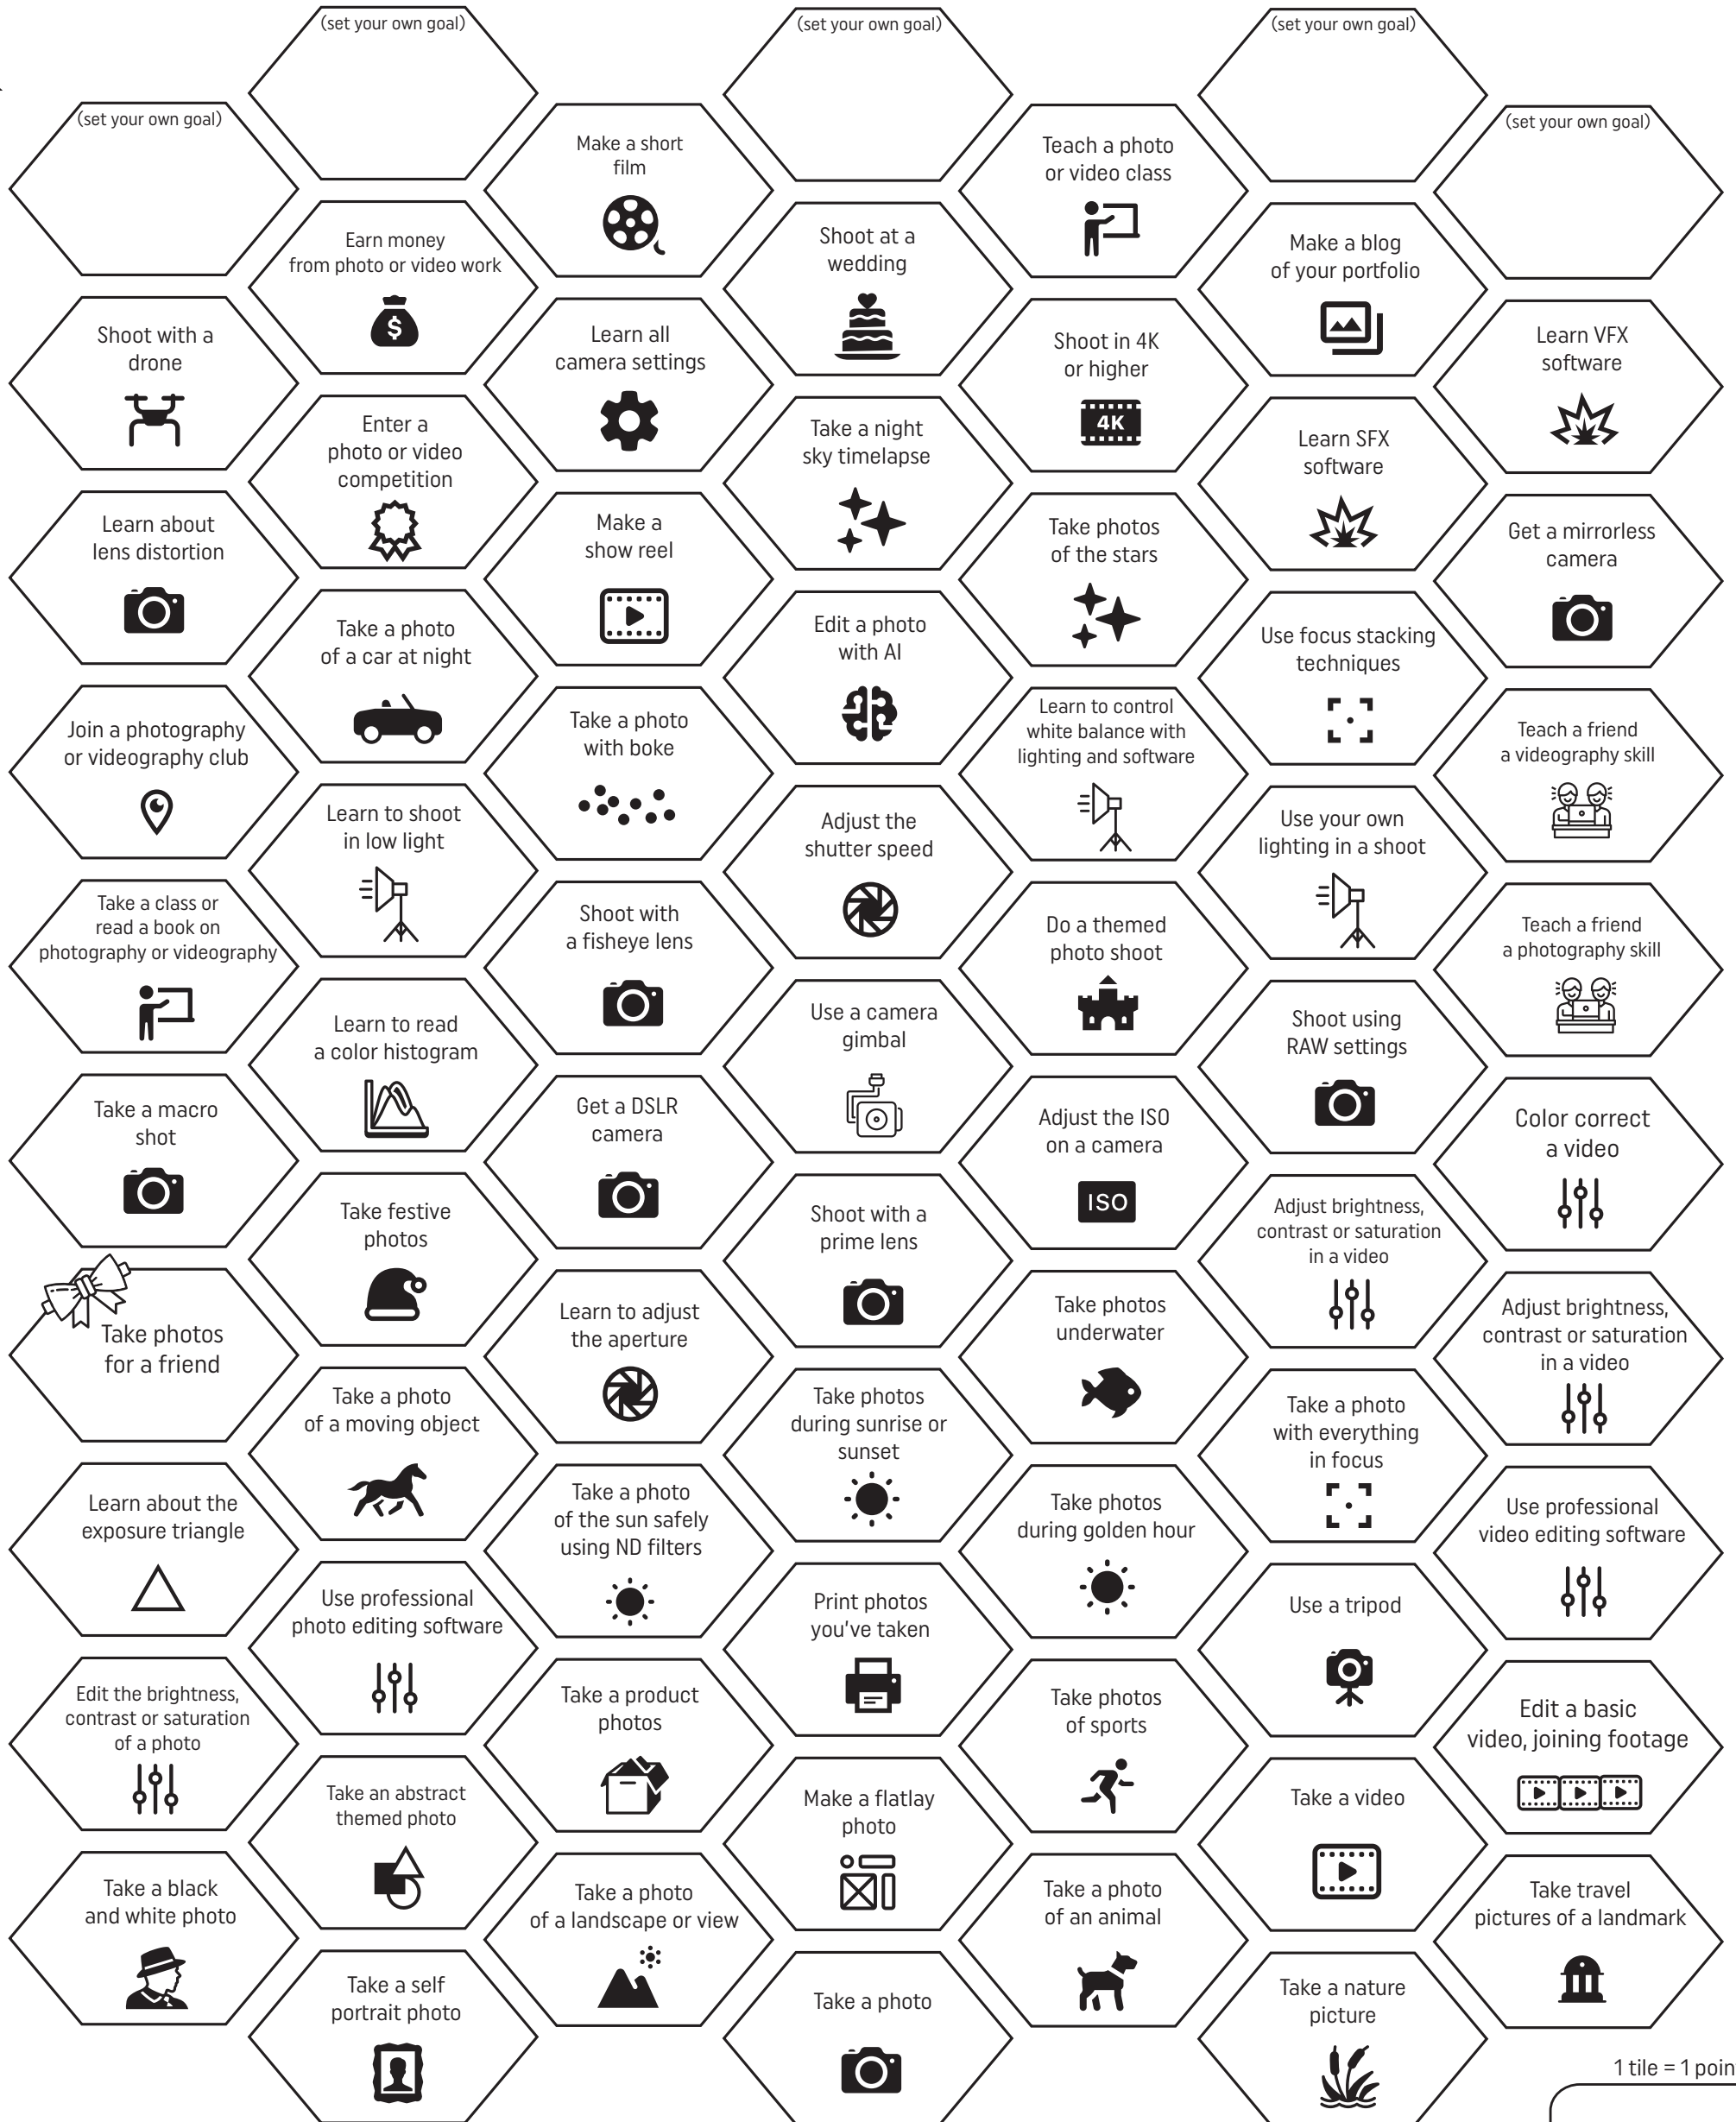 (set your own goal)
(set your own goal)
(set your own goal)
(set your own goal)
(set your own goal)
Make a short
film
Teach a photo
or video class
Earn money
from photo or video work
$
Shoot at a
wedding
Make a blog
of your portfolio
Shoot with a
drone
Learn all
camera settings
Shoot in 4K
or higher
4K
Learn VFX
software
Enter a
photo or video
competition
Take a night
sky timelapse
Learn SFX
software
Learn about
lens distortion
Make a
show reel
Take photos
of the stars
Get a mirrorless
camera
Take a photo
of a car at night
Edit a photo
with AI
Use focus stacking
techniques
Join a photography
or videography club
Take a photo
with boke
Learn to control
white balance with
lighting and software
Teach a friend
a videography skill
Learn to shoot
in low light
Adjust the
shutter speed
Use your own
lighting in a shoot
Take a class or
read a book on
photography or videography
Shoot with
a fisheye lens
Do a themed
photo shoot
Teach a friend
a photography skill
Learn to read
a color histogram
Use a camera
gimbal
Shoot using
RAW settings
Take a macro
shot
Get a DSLR
camera
Adjust the ISO
on a camera
ISO
Color correct
a video
Take festive
photos
Shoot with a
prime lens
Adjust brightness,
contrast or saturation
in a video
Take photos
for a friend
Learn to adjust
the aperture
Take photos
underwater
Adjust brightness,
contrast or saturation
in a video
Take a photo
of a moving object
Take photos
during sunrise or
sunset
Take a photo
with everything
in focus
Learn about the
exposure triangle
Take a photo
of the sun safely
using ND filters
Take photos
during golden hour
Use professional
video editing software
Use professional
photo editing software
Print photos
you've taken
Use a tripod
Edit the brightness,
contrast or saturation
of a photo
Take a product
photos
Take photos
of sports
Edit a basic
video, joining footage
Take an abstract
themed photo
Make a flatlay
photo
Take a video
Take a black
and white photo
Take a photo
of a landscape or view
Take a photo
of an animal
Take travel
pictures of a landmark
Take a self
portrait photo
Take a photo
Take a nature
picture
1 tile = 1 poin